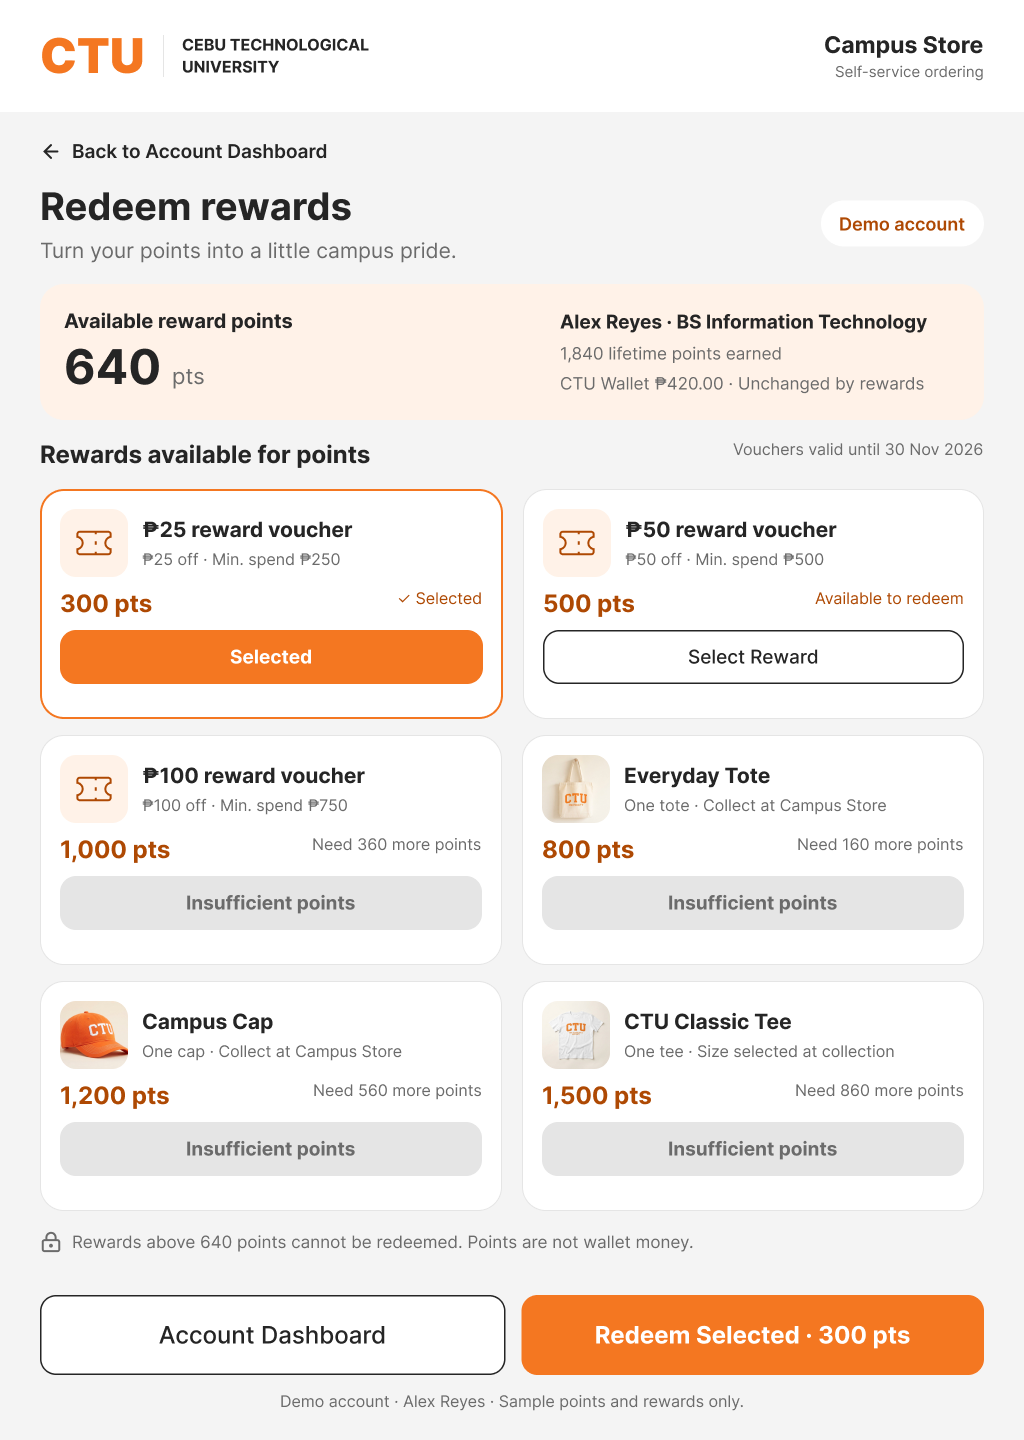 CTU
CEBU TECHNOLOGICAL
UNIVERSITY
Campus Store
Self-service ordering
Back to Account Dashboard
Redeem rewards
Turn your points into a little campus pride.
Demo account
Available reward points
640 pts
Alex Reyes · BS Information Technology
1,840 lifetime points earned
CTU Wallet ₱420.00 · Unchanged by rewards
Rewards available for points
Vouchers valid until 30 Nov 2026
₱25 reward voucher
₱25 off · Min. spend ₱250
300 pts
✓ Selected
Selected
₱50 reward voucher
₱50 off · Min. spend ₱500
500 pts
Available to redeem
Select Reward
₱100 reward voucher
₱100 off · Min. spend ₱750
1,000 pts
Need 360 more points
Insufficient points
CTU
Everyday Tote
One tote · Collect at Campus Store
800 pts
Need 160 more points
Insufficient points
CTU
Campus Cap
One cap · Collect at Campus Store
1,200 pts
Need 560 more points
Insufficient points
CTU
CTU Classic Tee
One tee · Size selected at collection
1,500 pts
Need 860 more points
Insufficient points
Rewards above 640 points cannot be redeemed. Points are not wallet money.
Account Dashboard
Redeem Selected · 300 pts
Demo account · Alex Reyes · Sample points and rewards only.